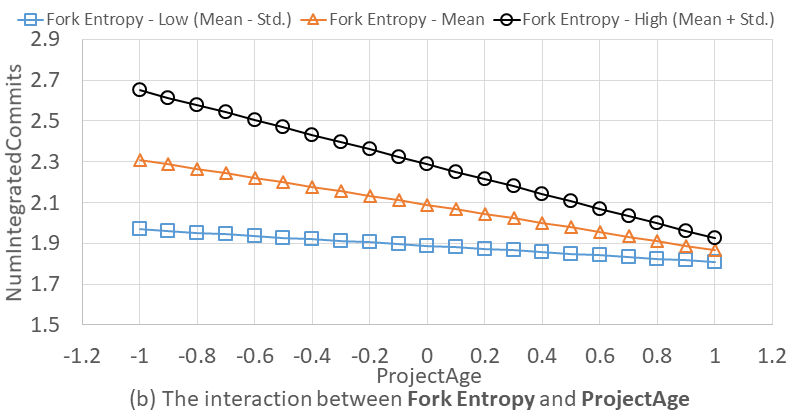 Fork Entropy - Low (Mean - Std.) Fork Entropy - Mean Fork Entropy - High (Mean + Std.)
2.9
2.7
2.5
2.3
2.1
1.9
1.7
1.5
NumIntegratedCommits
-1.2 -1 -0.8 -0.6 -0.4 -0.2 0 0.2 0.4 0.6 0.8 1 1.2
ProjectAge
(b) The interaction between Fork Entropy and ProjectAge